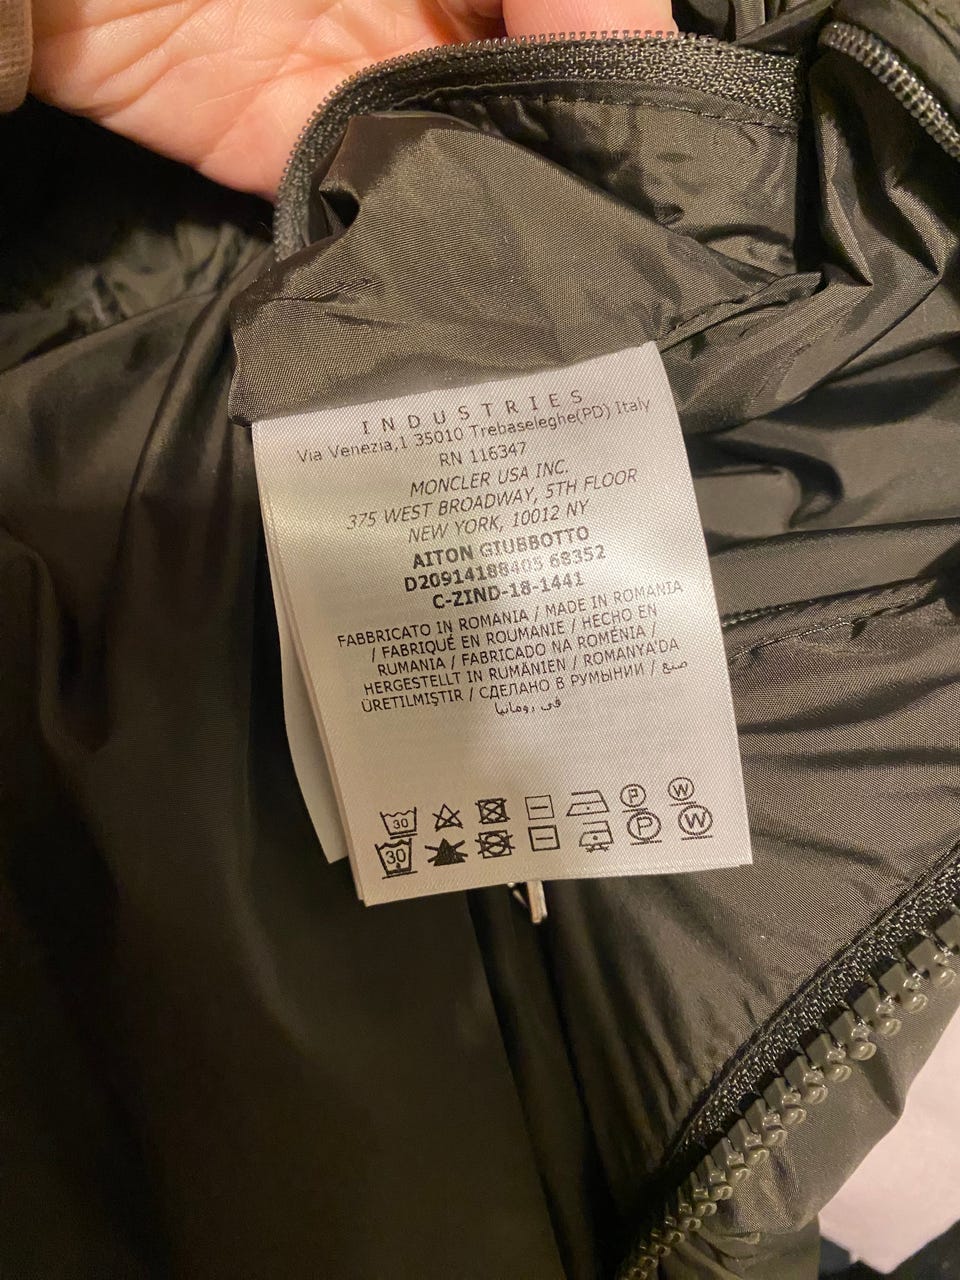 INDUSTRIES
Via Venezia,1 35010 Trebaseleghe(PD) Italy
RN 116347
MONCLER USA INC.
375 WEST BROADWAY, 5TH FLOOR
NEW YORK, 10012 NY
AITON GIUBBOTTO
D20914188405 68352
C-ZIND-18-1441
FABBRICATO IN ROMANIA / MADE IN ROMANIA
/ FABRIQUÉ EN ROUMANIE / HECHO EN
RUMANIA / FABRICADO NA ROMÉNIA /
HERGESTELLT IN RUMÄNIEN / ROMANYA'DA
ÜRETILMIŞTIR / СДЕЛАНО В РУМЫНИИ / صنع
في رومانيا
30 P W
30 P W